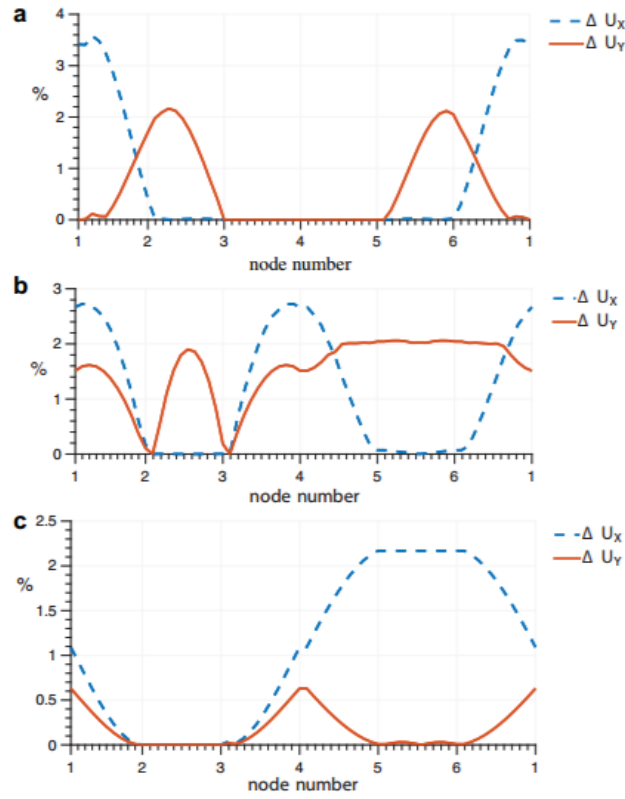 a
4
3
2
1
0
%
1 2 3 4 5 6 1
node number
Δ UX
Δ UY
b
3
2
1
0
%
1 2 3 4 5 6 1
node number
Δ UX
Δ UY
c
2.5
2
1.5
1
0.5
0
%
1 2 3 4 5 6 1
node number
Δ UX
Δ UY